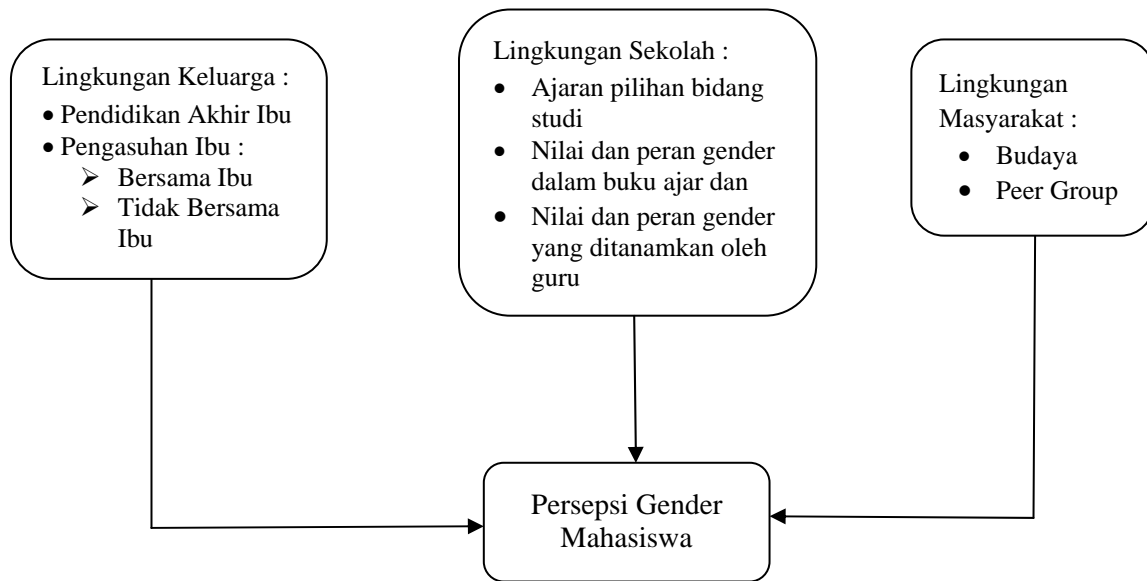 Lingkungan Keluarga :
• Pendidikan Akhir Ibu
• Pengasuhan Ibu :
➢ Bersama Ibu
➢ Tidak Bersama
Ibu
Lingkungan Sekolah :
• Ajaran pilihan bidang
studi
• Nilai dan peran gender
dalam buku ajar dan
• Nilai dan peran gender
yang ditanamkan oleh
guru
Lingkungan
Masyarakat :
• Budaya
• Peer Group
Persepsi Gender
Mahasiswa